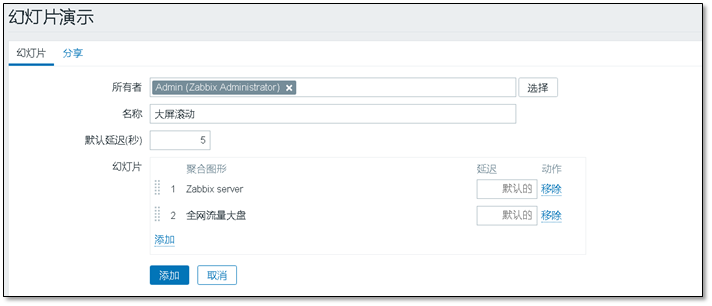 幻灯片演示
幻灯片 分享
所有者 Admin (Zabbix Administrator) 选择
名称 大屏滚动
默认延迟(秒) 5
幻灯片 聚合图形 延迟 动作
1 Zabbix server 默认的 移除
2 全网流量大盘 默认的 移除
添加
添加 取消